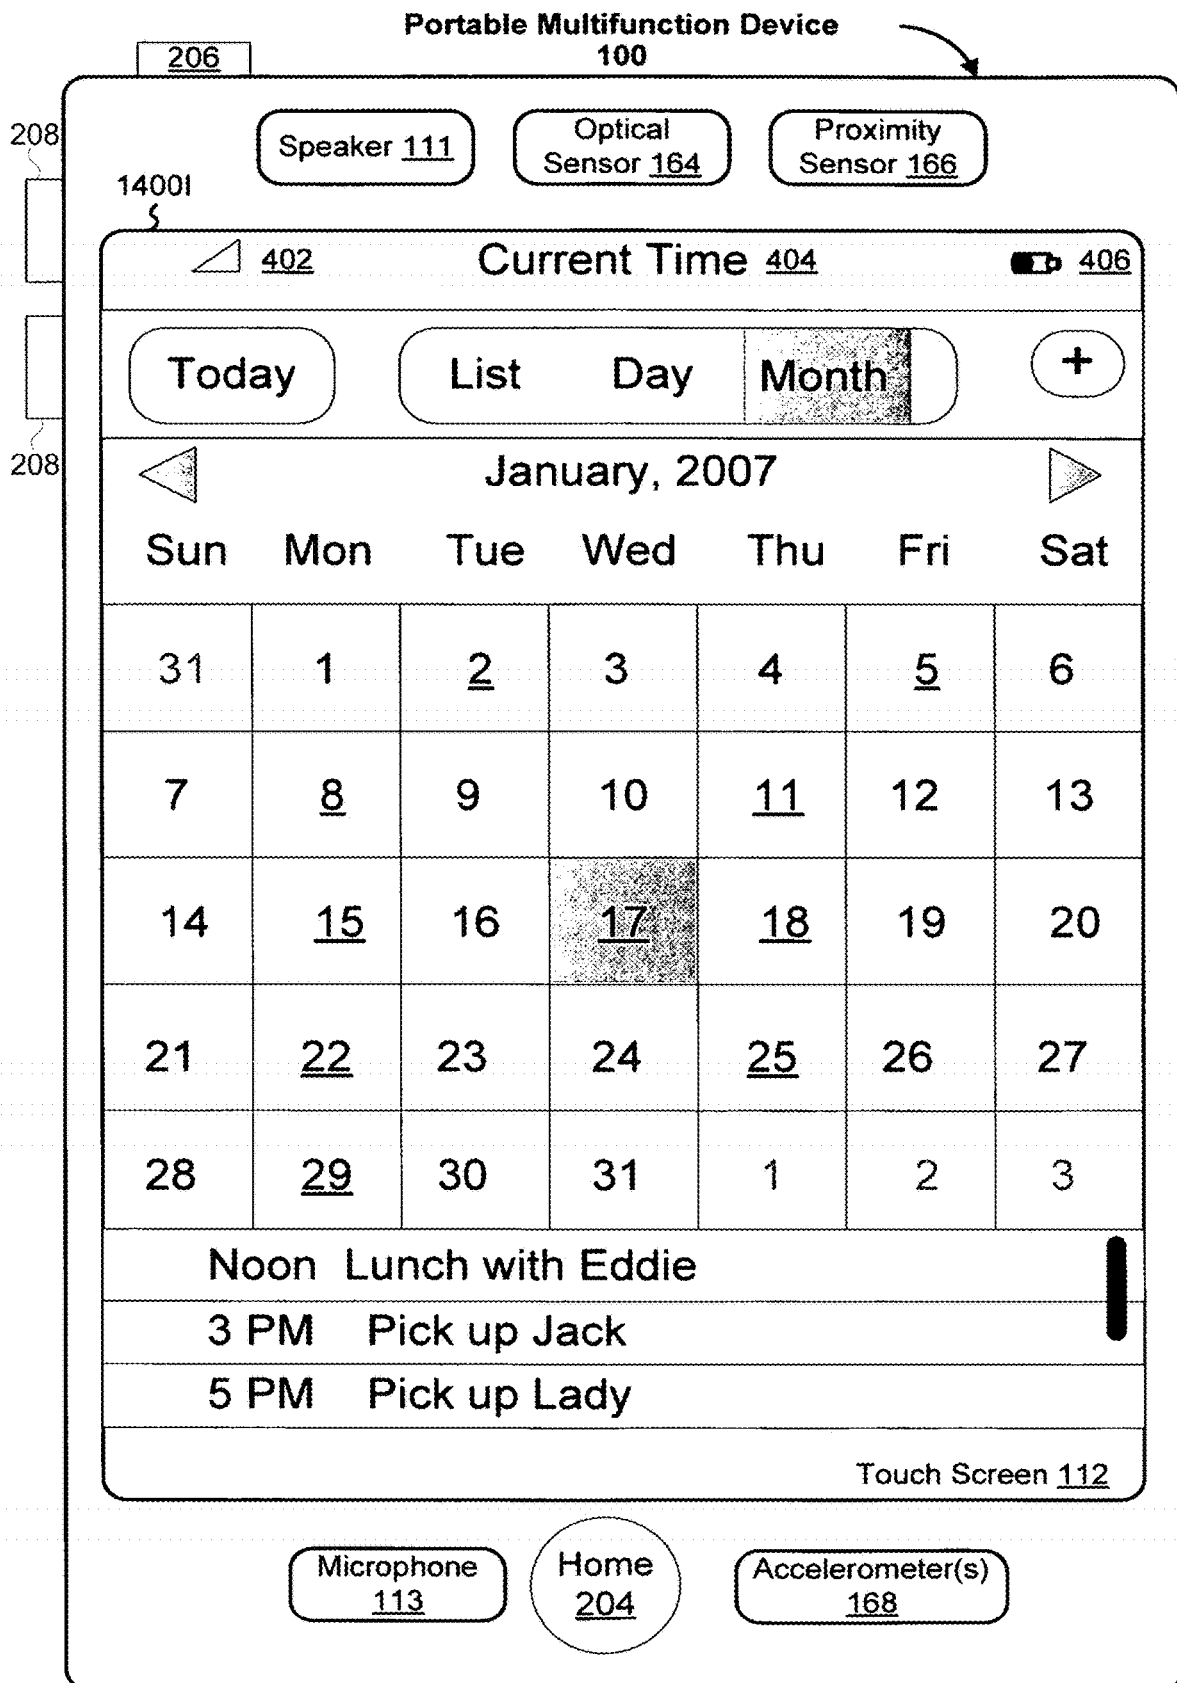 Portable Multifunction Device
100
206
208
Speaker 111
Optical
Sensor 164
Proximity
Sensor 166
1400I
402 Current Time 404 406
Today List Day Month +
208
January, 2007
Sun Mon Tue Wed Thu Fri Sat
31 1 2 3 4 5 6
7 8 9 10 11 12 13
14 15 16 17 18 19 20
21 22 23 24 25 26 27
28 29 30 31 1 2 3
Noon Lunch with Eddie
3 PM Pick up Jack
5 PM Pick up Lady
Touch Screen 112
Microphone
113
Home
204
Accelerometer(s)
168